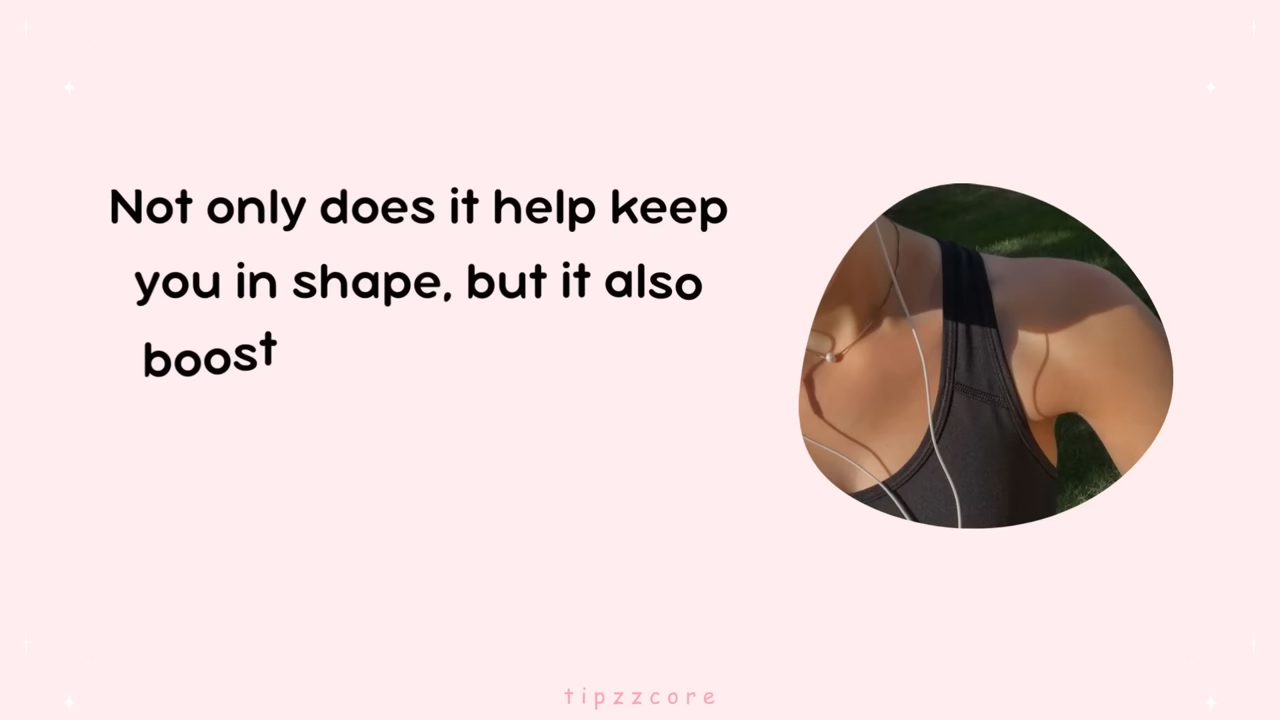 Not only does it help keep
you in shape, but it also
boost
tipzzcore